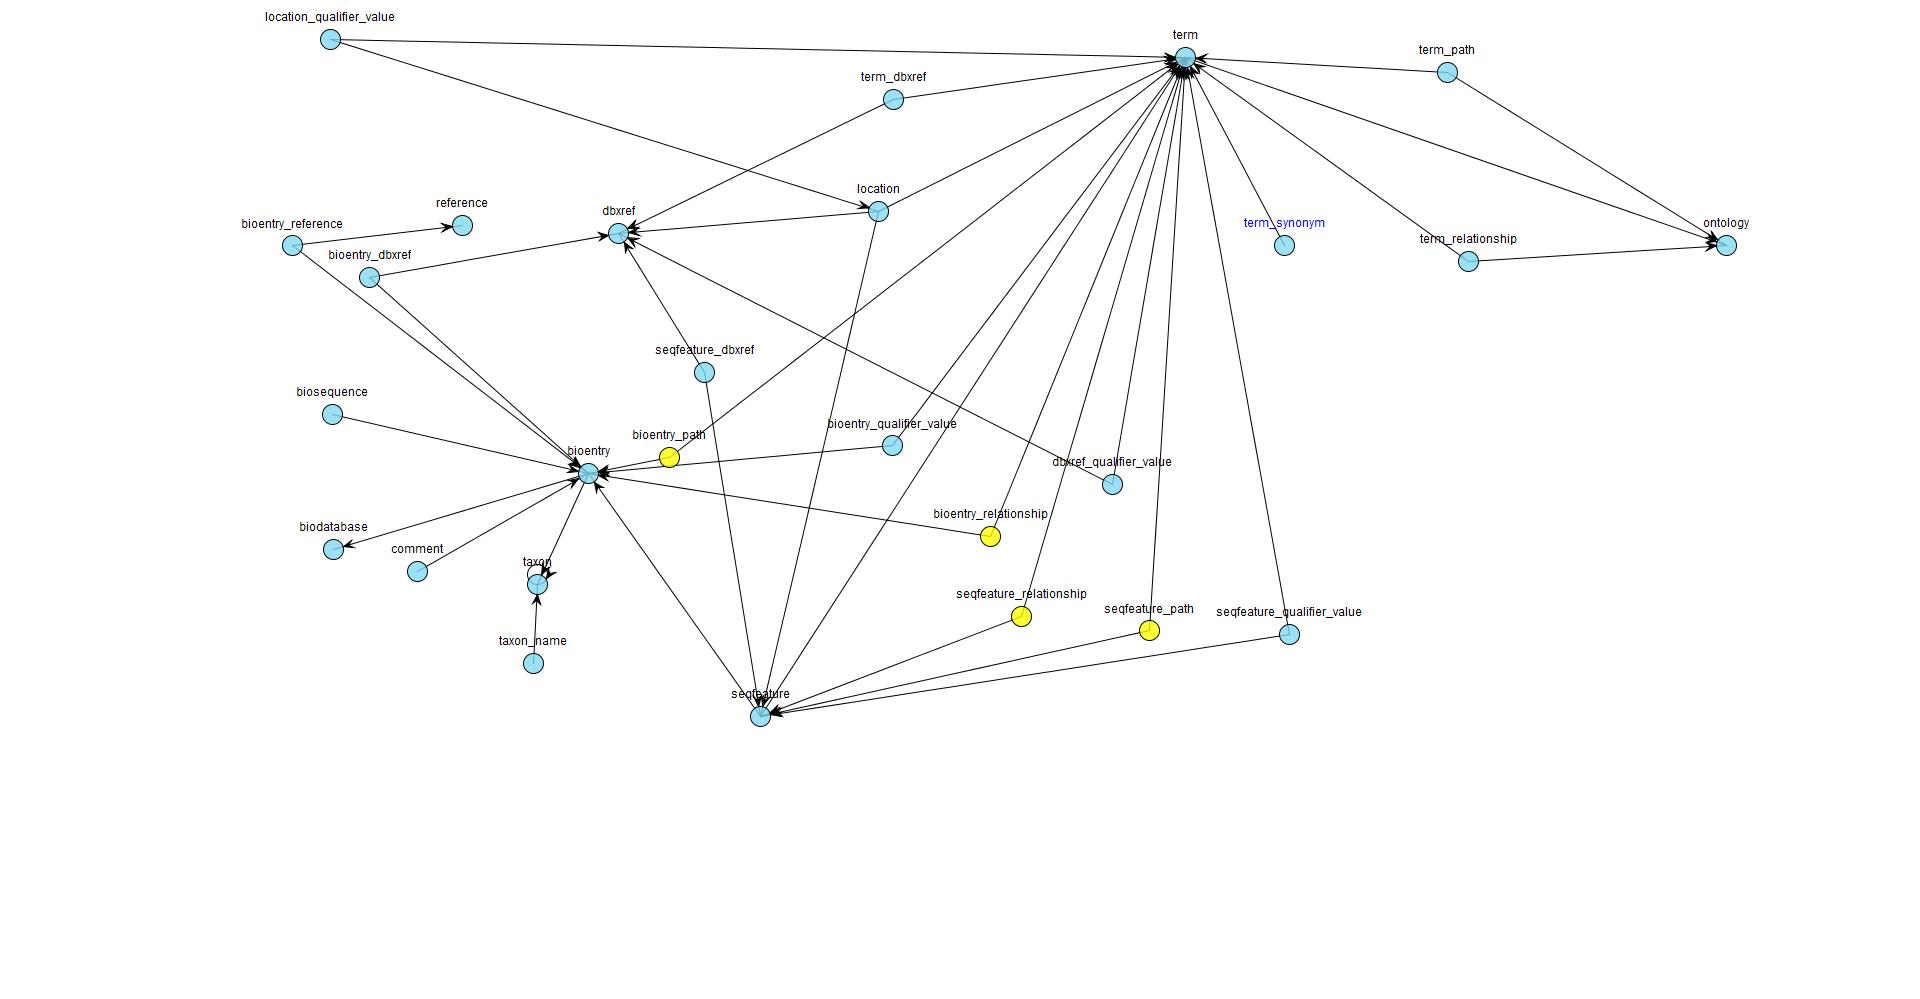 location_qualifier_value
term
term_path
term_dbxref
location
reference
dbxref
bioentry_reference
term_synonym
ontology
term_relationship
bioentry_dbxref
seqfeature_dbxref
biosequence
bioentry_qualifier_value
bioentry_path
bioentry
dbxref_qualifier_value
bioentry_relationship
biodatabase
comment
taxon
seqfeature_relationship
seqfeature_path
seqfeature_qualifier_value
taxon_name
seqfeature